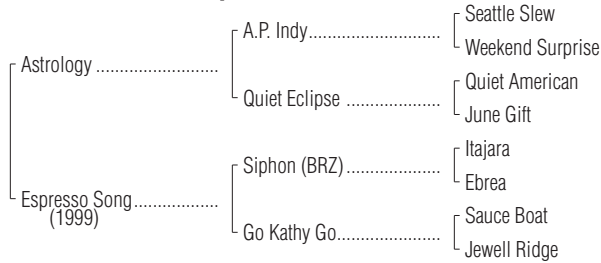 Seattle Slew
A.P. Indy
Weekend Surprise
Astrology
Quiet American
Quiet Eclipse
June Gift
Itajara
Siphon (BRZ)
Ebrea
Espresso Song
(1999)
Sauce Boat
Go Kathy Go
Jewell Ridge